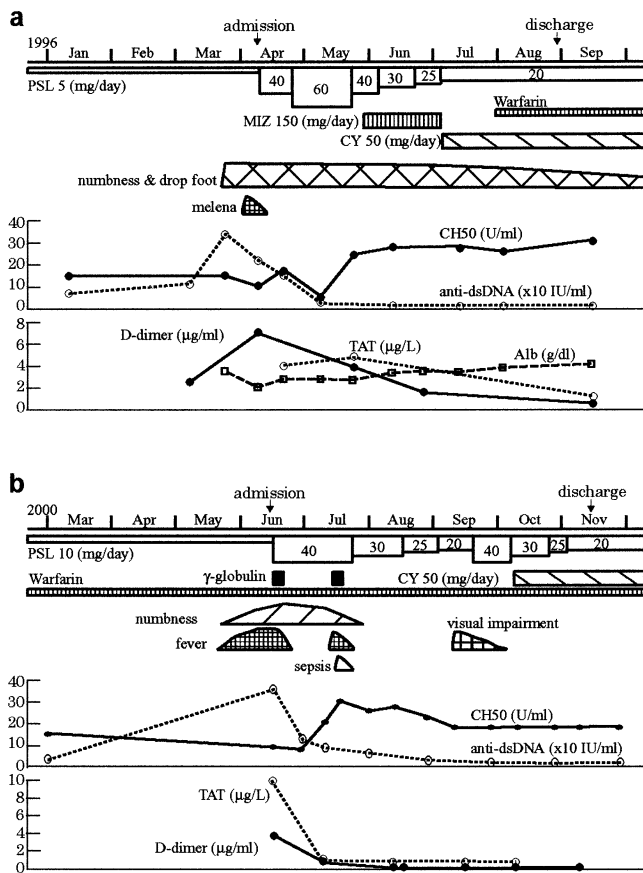 a
admission
discharge
1996
Jan Feb Mar Apr May Jun Jul Aug Sep
PSL 5 (mg/day)
40 60 40 30 25 20
Warfarin
MIZ 150 (mg/day)
CY 50 (mg/day)
numbness & drop foot
melena
40
30
20
10
0
CH50 (U/ml)
anti-dsDNA (x10 IU/ml)
8
6
4
2
0
D-dimer (μg/ml)
TAT (μg/L)
Alb (g/dl)
b
admission
discharge
2000
Mar Apr May Jun Jul Aug Sep Oct Nov
PSL 10 (mg/day)
40 30 25 20 40 30 25 20
γ-globulin
CY 50 (mg/day)
Warfarin
numbness
fever
visual impairment
sepsis
40
30
20
10
0
CH50 (U/ml)
anti-dsDNA (x10 IU/ml)
10
8
6
4
2
0
TAT (μg/L)
D-dimer (μg/ml)